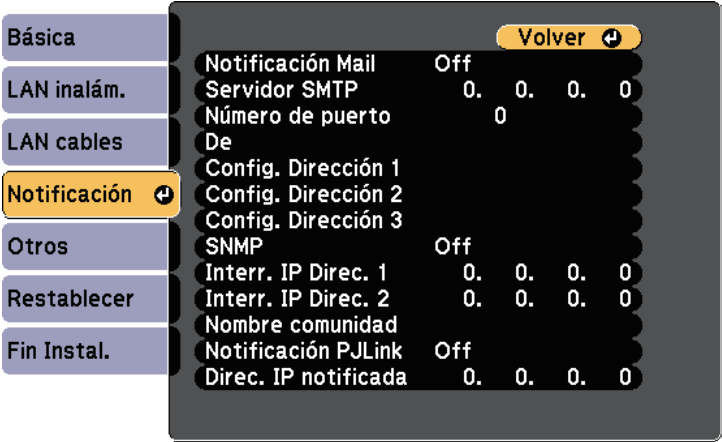 Básica
LAN inalám.
LAN cables
Notificación
Otros
Restablecer
Fin Instal.
Volver
Notificación Mail Off
Servidor SMTP 0. 0. 0. 0
Número de puerto 0
De
Config. Dirección 1
Config. Dirección 2
Config. Dirección 3
SNMP Off
Interr. IP Direc. 1 0. 0. 0. 0
Interr. IP Direc. 2 0. 0. 0. 0
Nombre comunidad
Notificación PJLink Off
Direc. IP notificada 0. 0. 0. 0